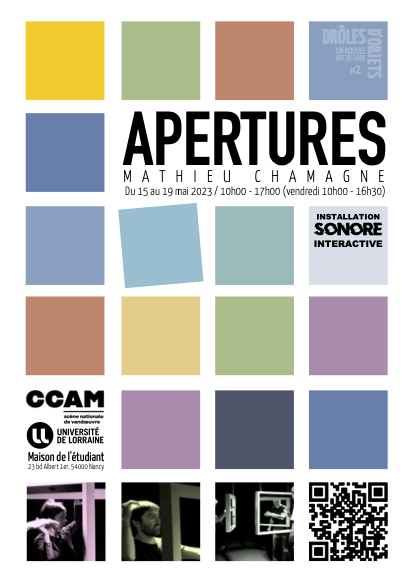 DRÔLES
D'OBJETS
UN NOUVEL
ART DE FAIRE
#2
APERTURES
MATHIEU CHAMAGNE
Du 15 au 19 mai 2023 / 10h00 - 17h00 (vendredi 10h00 - 16h30)
INSTALLATION
SONORE
INTERACTIVE
CCAM
scène nationale
de vandœuvre
UNIVERSITÉ
DE LORRAINE
Maison de l'étudiant
23 bd Albert 1er, 54000 Nancy